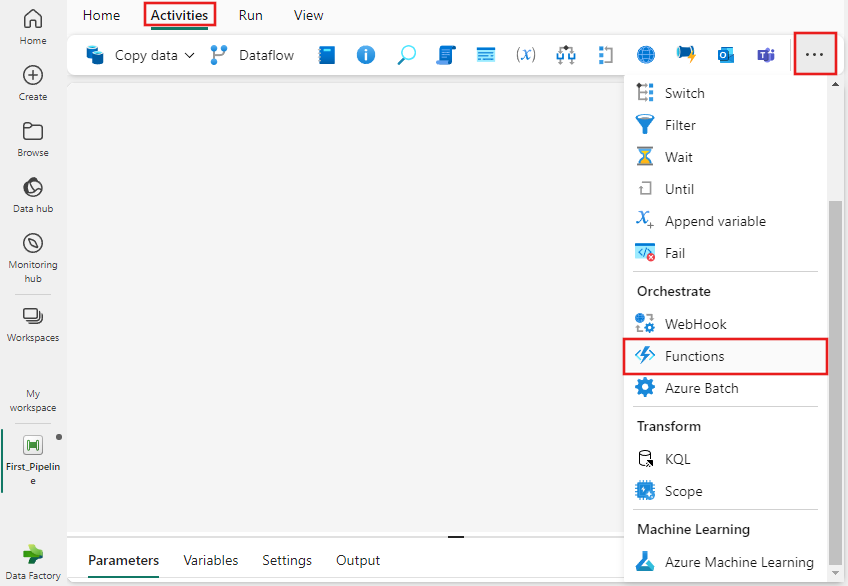 Home
Activities
Run
View
Home
Create
Browse
Data hub
Monitoring
hub
Workspaces
My
workspace
First_Pipelin
e
Data Factory
Copy data
Dataflow
(x)
...
Switch
Filter
Wait
Until
Append variable
Fail
Orchestrate
WebHook
Functions
Azure Batch
Transform
KQL
Scope
Machine Learning
Azure Machine Learning
Parameters
Variables
Settings
Output